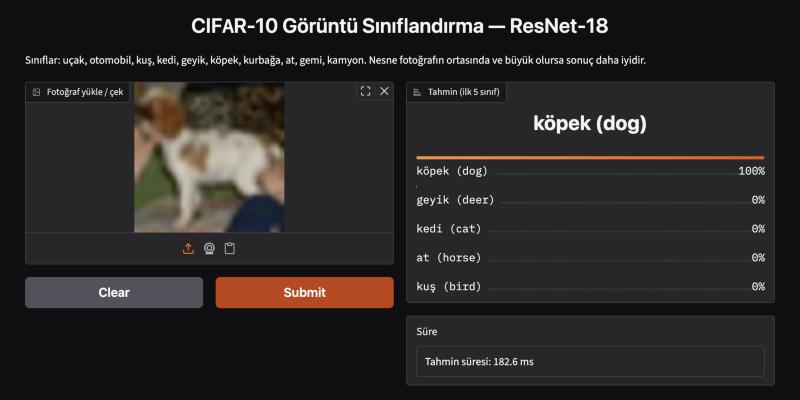 CIFAR-10 Görüntü Sınıflandırma — ResNet-18
Sınıflar: uçak, otomobil, kuş, kedi, geyik, köpek, kurbağa, at, gemi, kamyon. Nesne fotoğrafın ortasında ve büyük olursa sonuç daha iyidir.
Fotoğraf yükle / çek
Clear
Submit
Tahmin (ilk 5 sınıf)
köpek (dog)
köpek (dog) 100%
geyik (deer) 0%
kedi (cat) 0%
at (horse) 0%
kuş (bird) 0%
Süre
Tahmin süresi: 182.6 ms